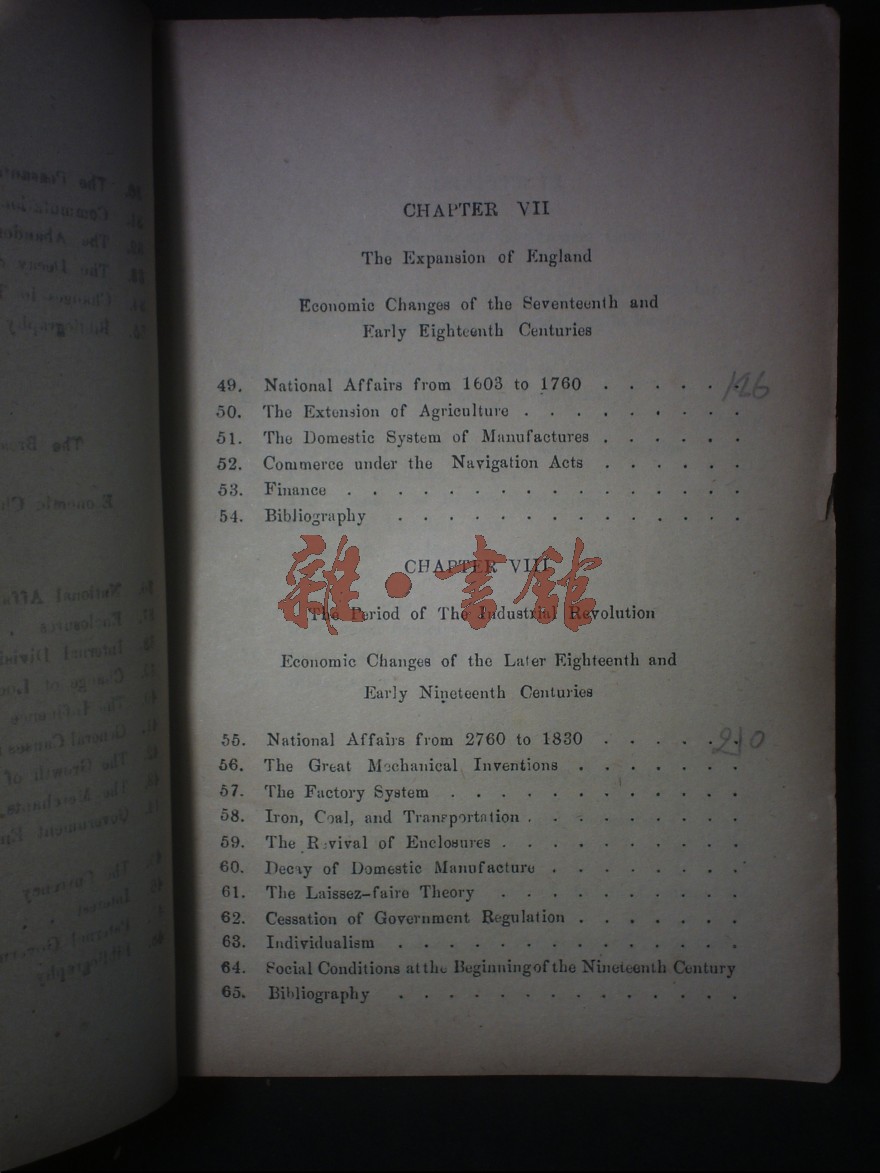 CHAPTER VII
The Expansion of England
Economic Changes of the Seventeenth and
Early Eighteenth Centuries
49. National Affairs from 1603 to 1760 . . . . . . 126
50. The Extension of Agriculture . . . . . . . . .
51. The Domestic System of Manufactures . . . . . .
52. Commerce under the Navigation Acts . . . . . .
53. Finance . . . . . . . . . . . . . . . .
54. Bibliography . . . . . . . . . . . . . .
雜·書館
CHAPTER VIII
The Period of The Industrial Revolution
Economic Changes of the Later Eighteenth and
Early Nineteenth Centuries
55. National Affairs from 2760 to 1830 . . . . . . 210
56. The Great Mechanical Inventions . . . . . . .
57. The Factory System . . . . . . . . . . . .
58. Iron, Coal, and Transportation . . . . . . . . .
59. The Revival of Enclosures . . . . . . . . . .
60. Decay of Domestic Manufacture . . . . . . . .
61. The Laissez-faire Theory . . . . . . . . . .
62. Cessation of Government Regulation . . . . . . .
63. Individualism . . . . . . . . . . . . . .
64. Social Conditions at the Beginning of the Nineteenth Century
65. Bibliography . . . . . . . . . . . . . .